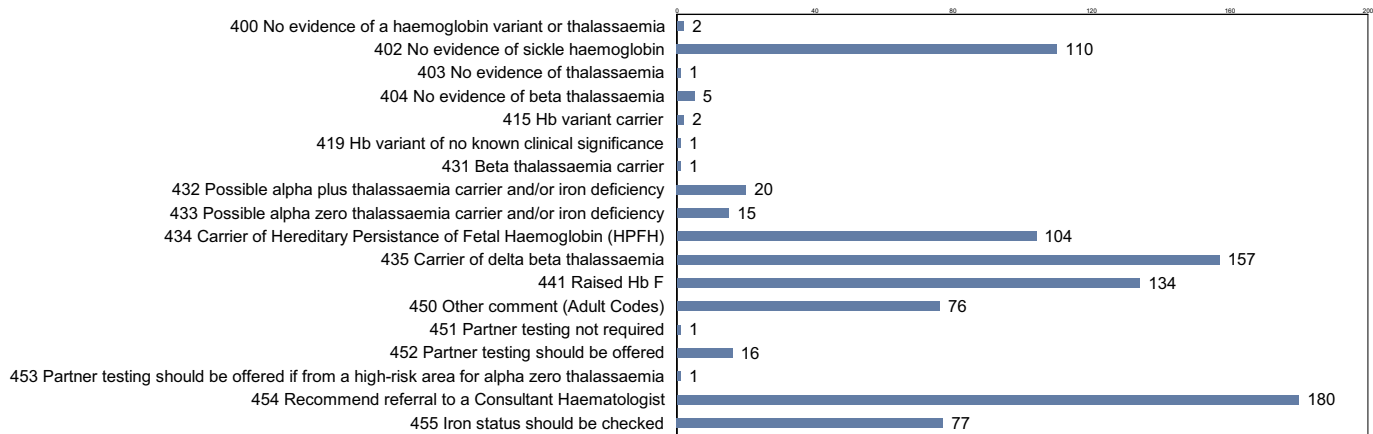 0 40 80 120 160 200
400 No evidence of a haemoglobin variant or thalassaemia 2
402 No evidence of sickle haemoglobin 110
403 No evidence of thalassaemia 1
404 No evidence of beta thalassaemia 5
415 Hb variant carrier 2
419 Hb variant of no known clinical significance 1
431 Beta thalassaemia carrier 1
432 Possible alpha plus thalassaemia carrier and/or iron deficiency 20
433 Possible alpha zero thalassaemia carrier and/or iron deficiency 15
434 Carrier of Hereditary Persistance of Fetal Haemoglobin (HPFH) 104
435 Carrier of delta beta thalassaemia 157
441 Raised Hb F 134
450 Other comment (Adult Codes) 76
451 Partner testing not required 1
452 Partner testing should be offered 16
453 Partner testing should be offered if from a high-risk area for alpha zero thalassaemia 1
454 Recommend referral to a Consultant Haematologist 180
455 Iron status should be checked 77